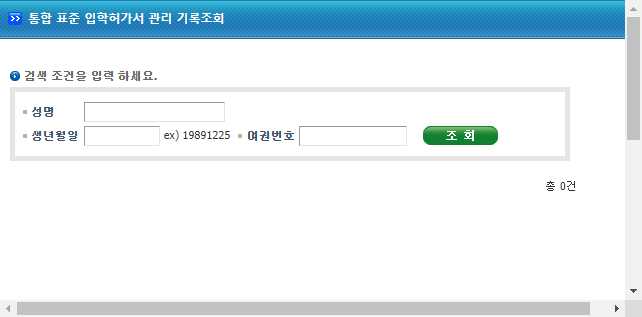 통합 표준 입학허가서 관리 기록조회
검색 조건을 입력 하세요.
성명
생년월일 ex) 19891225 여권번호 조 회
총 0건